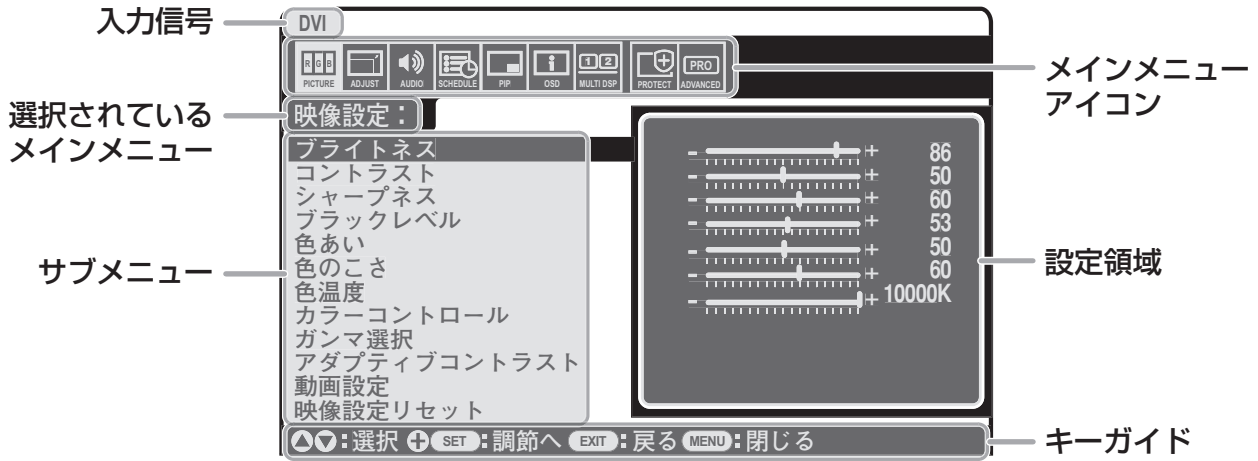 入力信号
DVI
RGB
PICTURE ADJUST AUDIO SCHEDULE PIP OSD MULTI DSP PROTECT ADVANCED
1 2
PRO
メインメニュー
アイコン
選択されている
メインメニュー
映像設定：
サブメニュー
ブライトネス
コントラスト
シャープネス
ブラックレベル
色あい
色のこさ
色温度
カラーコントロール
ガンマ選択
アダプティブコントラスト
動画設定
映像設定リセット
- + 86
- + 50
- + 60
- + 53
- + 50
- + 60
- + 10000K
設定領域
：選択 SET：調節へ EXIT：戻る MENU：閉じる
キーガイド